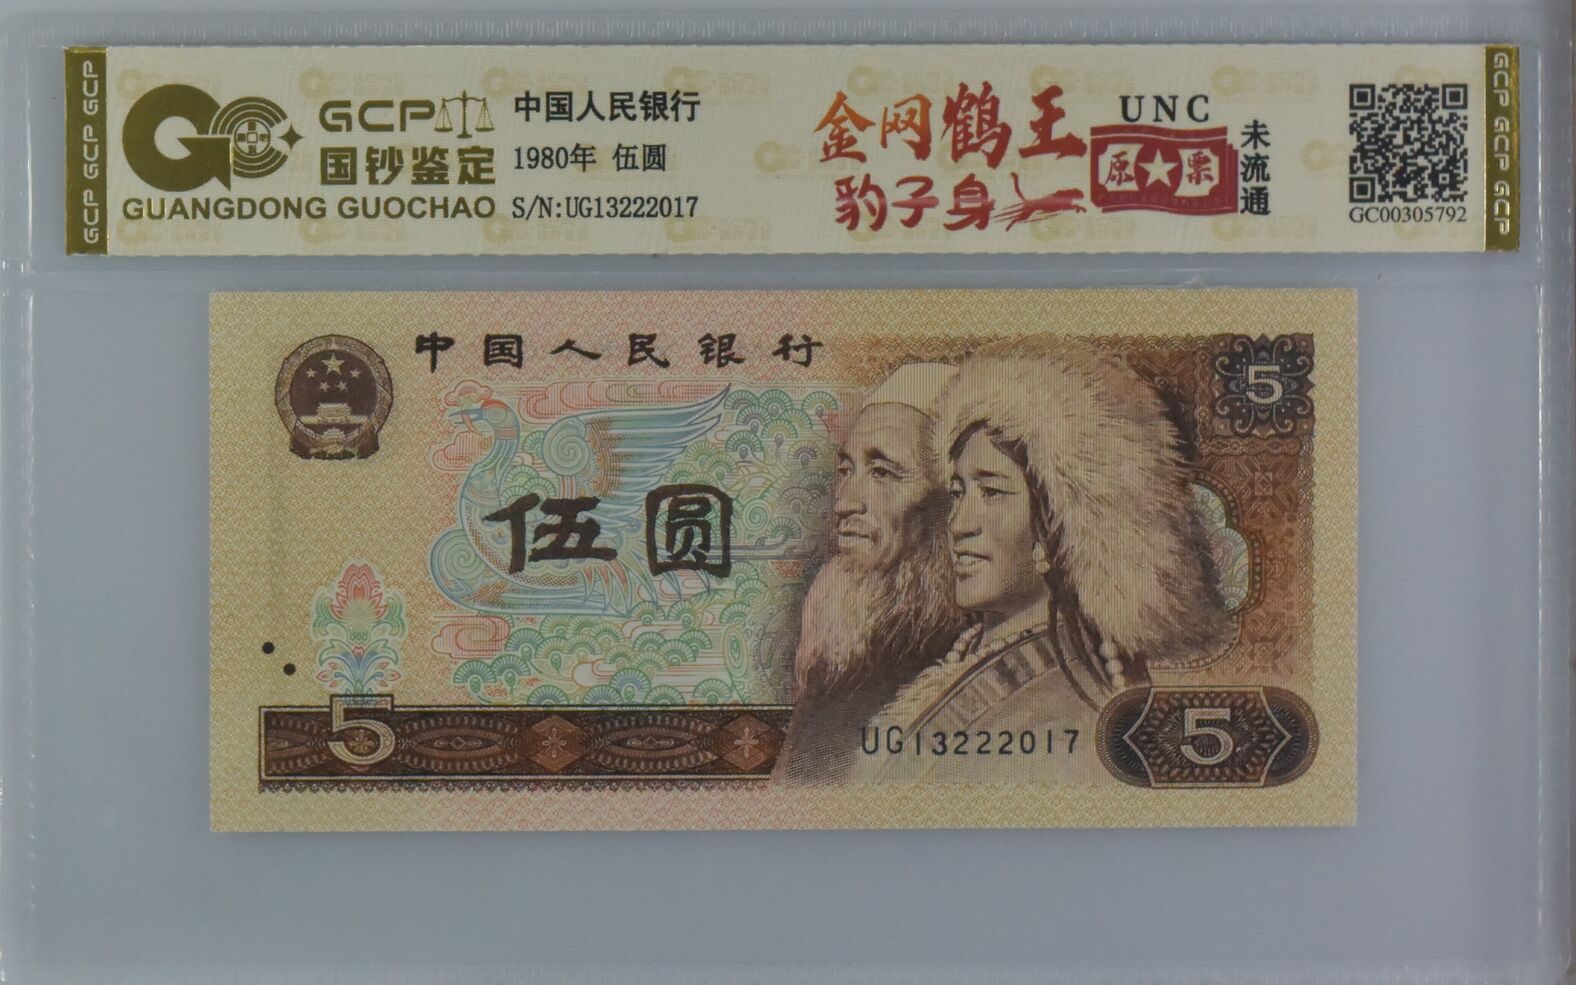 GCP GCP GCP
GCP
国钞鉴定
GUANGDONG GUOCHAO
中国人民银行
1980年 伍圆
S/N:UG13222017
金网鹤王
豹子身
UNC
原票
未流通
GC00305792
GCP GCP GCP
中国人民银行
5
伍圆
5
UG13222017
5